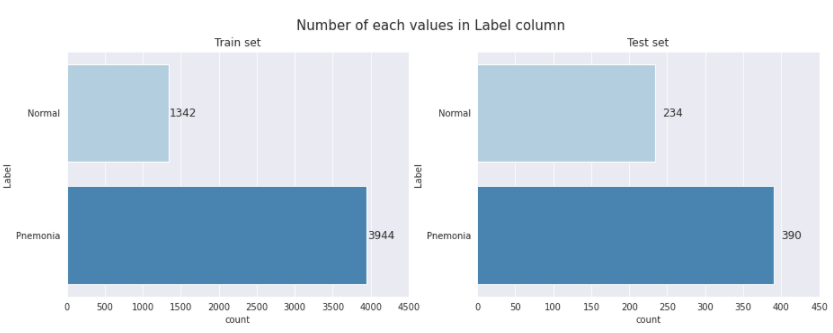 Number of each values in Label column
Train set
Normal
1342
Label
Pnemonia
3944
0 500 1000 1500 2000 2500 3000 3500 4000 4500
count
Test set
Normal
234
Label
Pnemonia
390
0 50 100 150 200 250 300 350 400 450
count